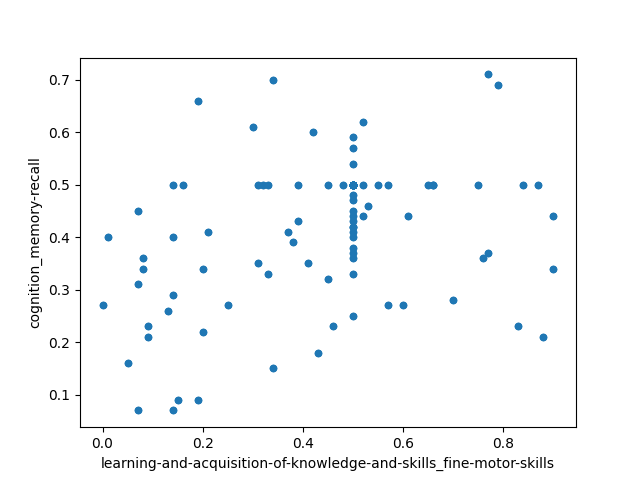 0.7
0.6
0.5
0.4
0.3
0.2
0.1
cognition_memory-recall
0.0 0.2 0.4 0.6 0.8
learning-and-acquisition-of-knowledge-and-skills_fine-motor-skills